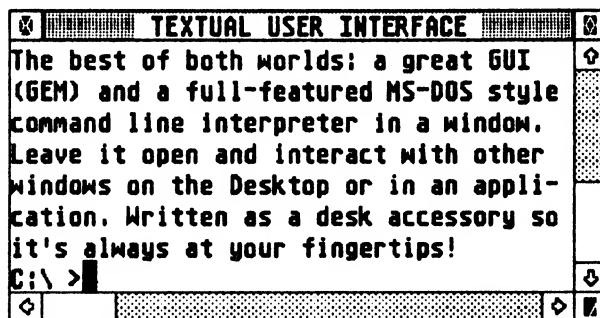 TEXTUAL USER INTERFACE
The best of both worlds: a great GUI
(GEM) and a full-featured MS-DOS style
command line interpreter in a window.
Leave it open and interact with other
windows on the Desktop or in an appli-
cation. Written as a desk accessory so
it's always at your fingertips!
C:\ >